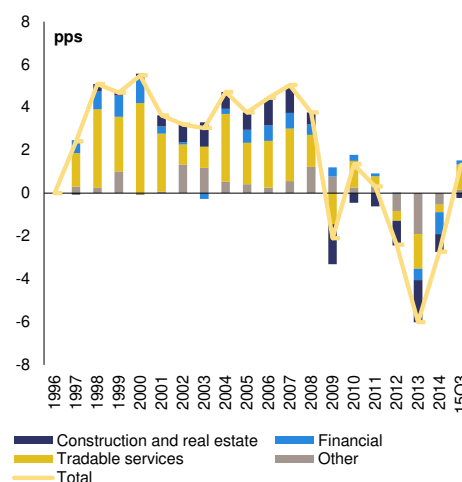 8
pps
6
4
2
0
-2
-4
-6
-8
1996 1997 1998 1999 2000 2001 2002 2003 2004 2005 2006 2007 2008 2009 2010 2011 2012 2013 2014 15Q3
Construction and real estate Financial
Tradable services Other
Total